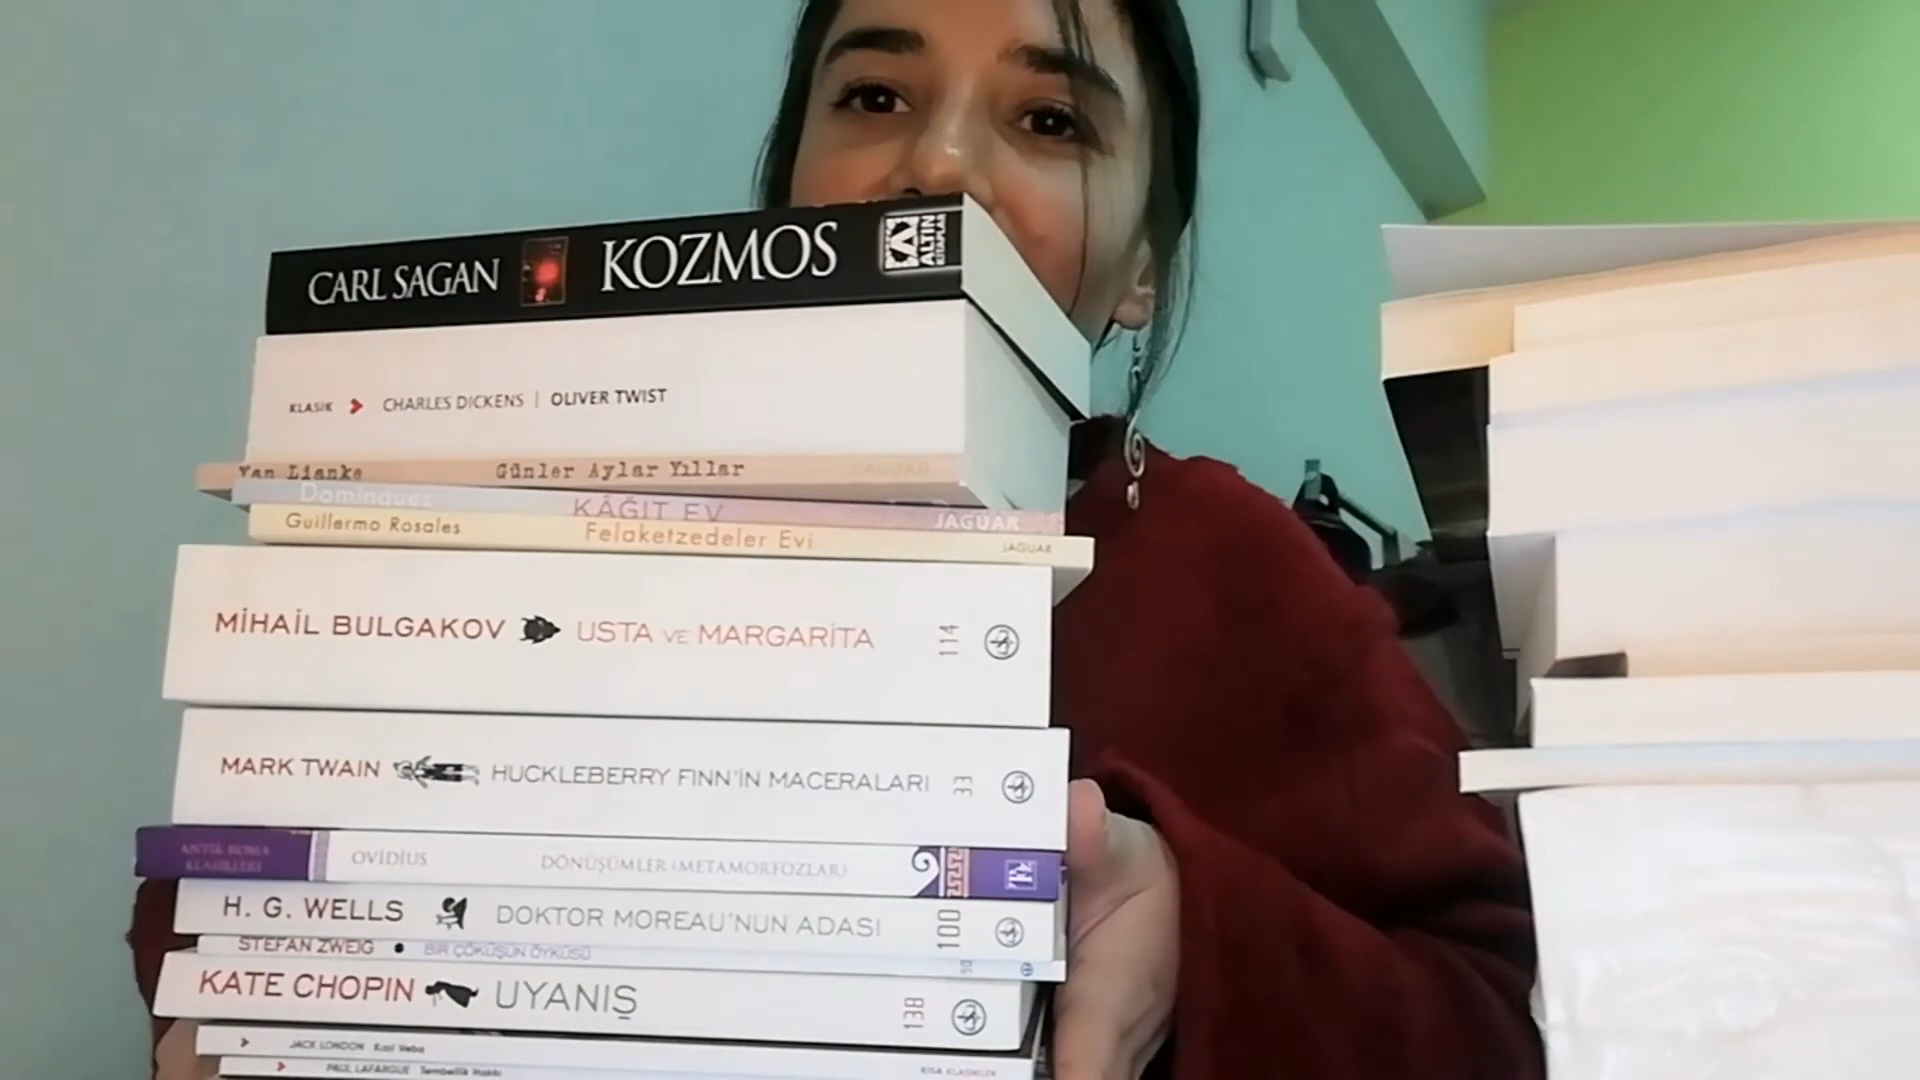 CARL SAGAN KOZMOS ALTIN KİTAPLAR
KLASİK CHARLES DICKENS | OLIVER TWIST
Yan Lianke Günler Aylar Yıllar JAGUAR
Dominguez KÂĞIT EV JAGUAR
Guillermo Rosales Felaketzedeler Evi JAGUAR
MİHAİL BULGAKOV USTA VE MARGARİTA 114
MARK TWAIN HUCKLEBERRY FINN'İN MACERALARI 33
ANTİK ROMA KLASİKLERİ OVİDİUS DÖNÜŞÜMLER (METAMORFOZLAR)
H. G. WELLS DOKTOR MOREAU'NUN ADASI 100
STEFAN ZWEIG BİR ÇÖKÜŞÜN ÖYKÜSÜ 90
KATE CHOPIN UYANIŞ 138
JACK LONDON Kızıl Veba
PAUL LAFARGUE Tembellik Hakkı KISA KLASİKLER